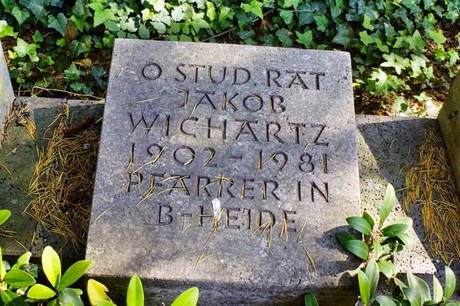 O STUD. RAT
JAKOB
WICHARTZ
1902 - 1981
PFARRER IN
B-HEIDE